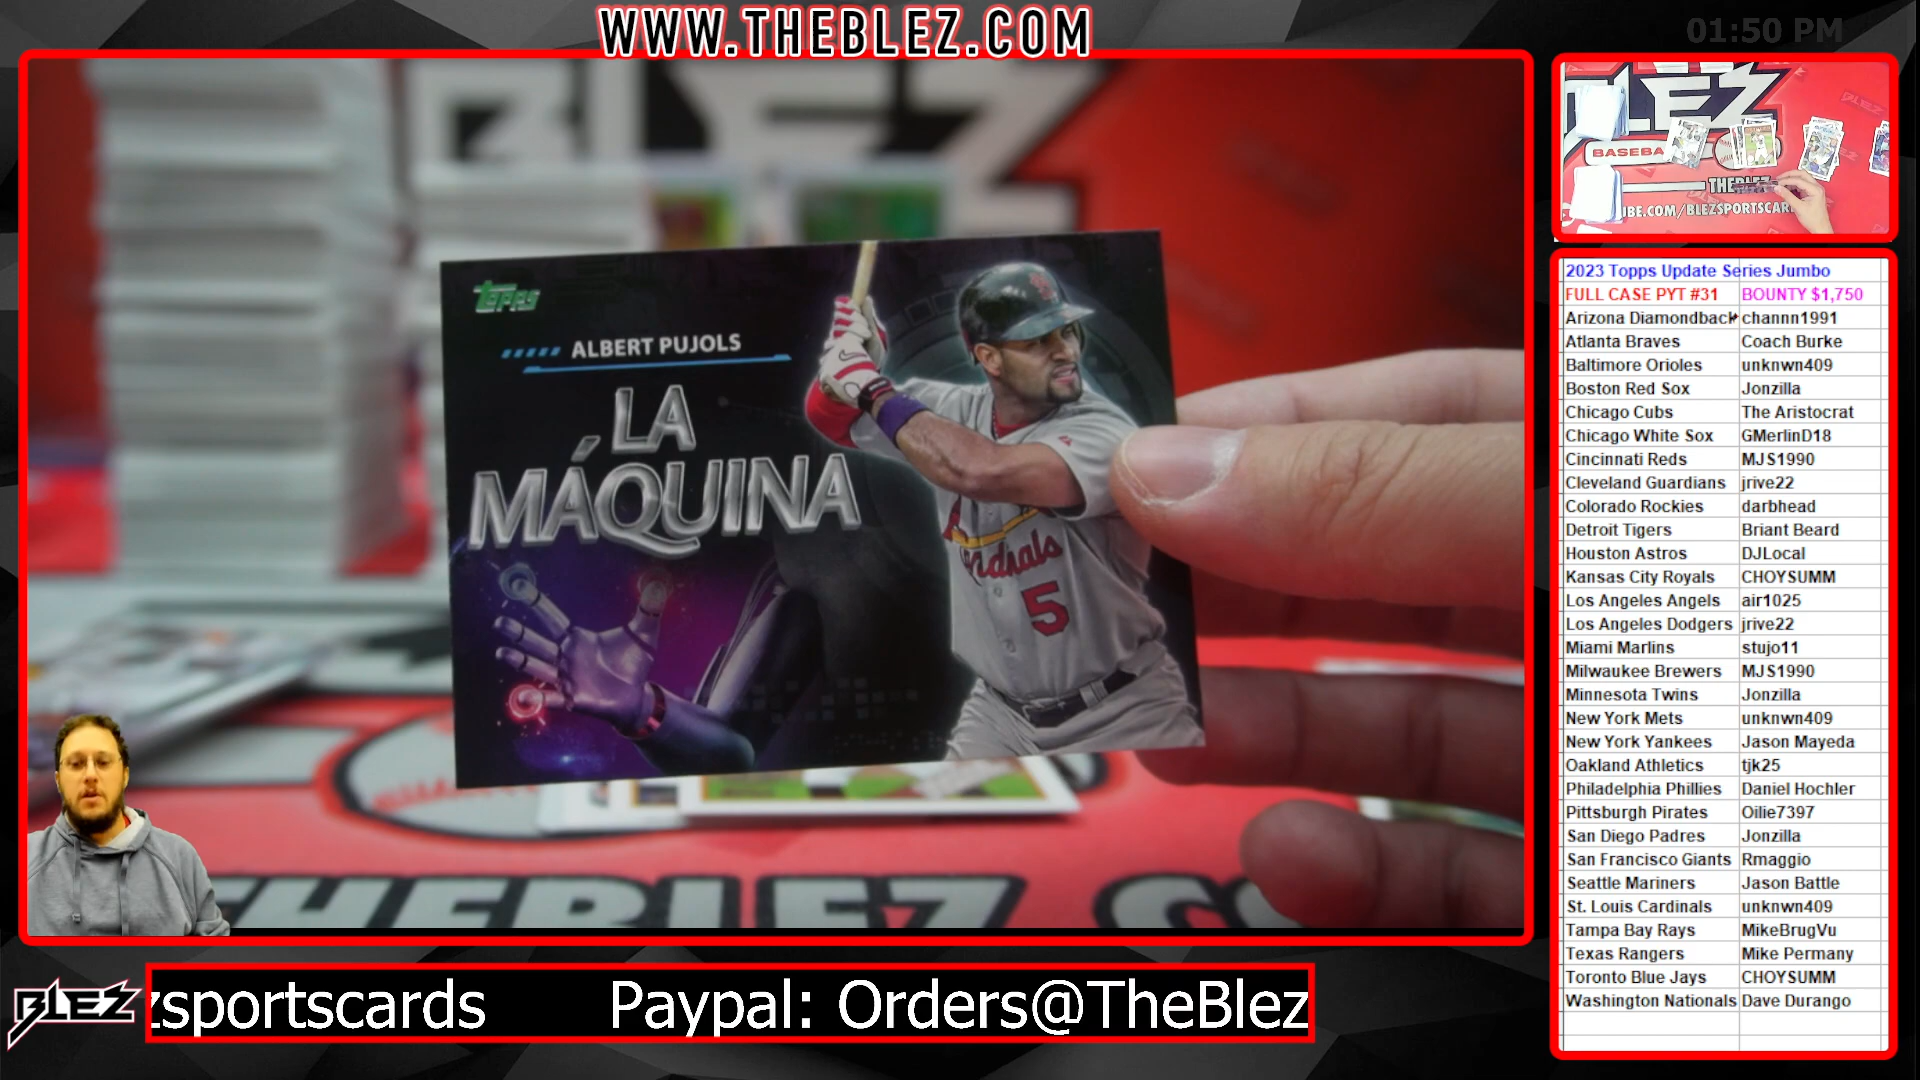 WWW.THEBLEZ.COM
01:50 PM
BLEZ
topps
ALBERT PUJOLS
LA
MÁQUINA
Cardinals
5
THEBLEZ.CO
BLEZ
BASEBA
THEBLEZ
UBE.COM/BLEZSPORTSCAR
2023 Topps Update Series Jumbo
FULL CASE PYT #31 BOUNTY $1,750
Arizona Diamondback channn1991
Atlanta Braves Coach Burke
Baltimore Orioles unknwn409
Boston Red Sox Jonzilla
Chicago Cubs The Aristocrat
Chicago White Sox GMerlinD18
Cincinnati Reds MJS1990
Cleveland Guardians jrive22
Colorado Rockies darbhead
Detroit Tigers Briant Beard
Houston Astros DJLocal
Kansas City Royals CHOYSUMM
Los Angeles Angels air1025
Los Angeles Dodgers jrive22
Miami Marlins stujo11
Milwaukee Brewers MJS1990
Minnesota Twins Jonzilla
New York Mets unknwn409
New York Yankees Jason Mayeda
Oakland Athletics tjk25
Philadelphia Phillies Daniel Hochler
Pittsburgh Pirates Oilie7397
San Diego Padres Jonzilla
San Francisco Giants Rmaggio
Seattle Mariners Jason Battle
St. Louis Cardinals unknwn409
Tampa Bay Rays MikeBrugVu
Texas Rangers Mike Permany
Toronto Blue Jays CHOYSUMM
Washington Nationals Dave Durango
BLEZ
zsportscards Paypal: Orders@TheBlez